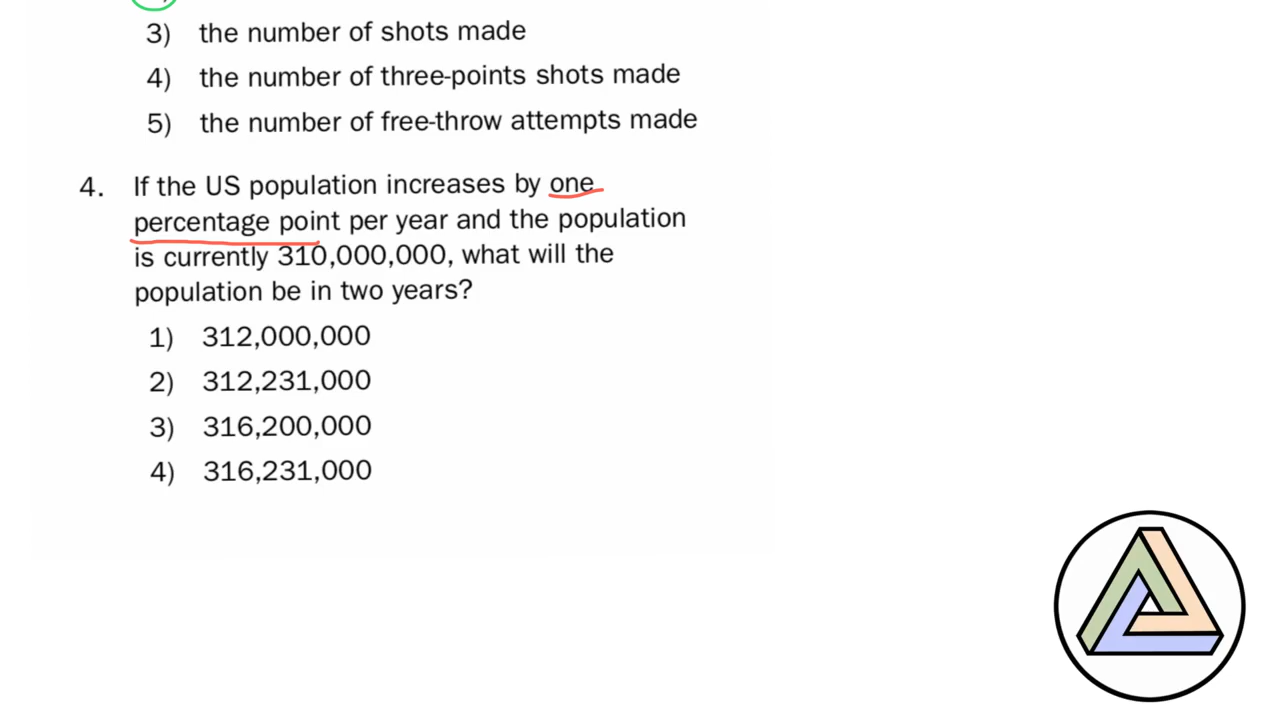 3) the number of shots made
4) the number of three-points shots made
5) the number of free-throw attempts made
4. If the US population increases by one
percentage point per year and the population
is currently 310,000,000, what will the
population be in two years?
1) 312,000,000
2) 312,231,000
3) 316,200,000
4) 316,231,000